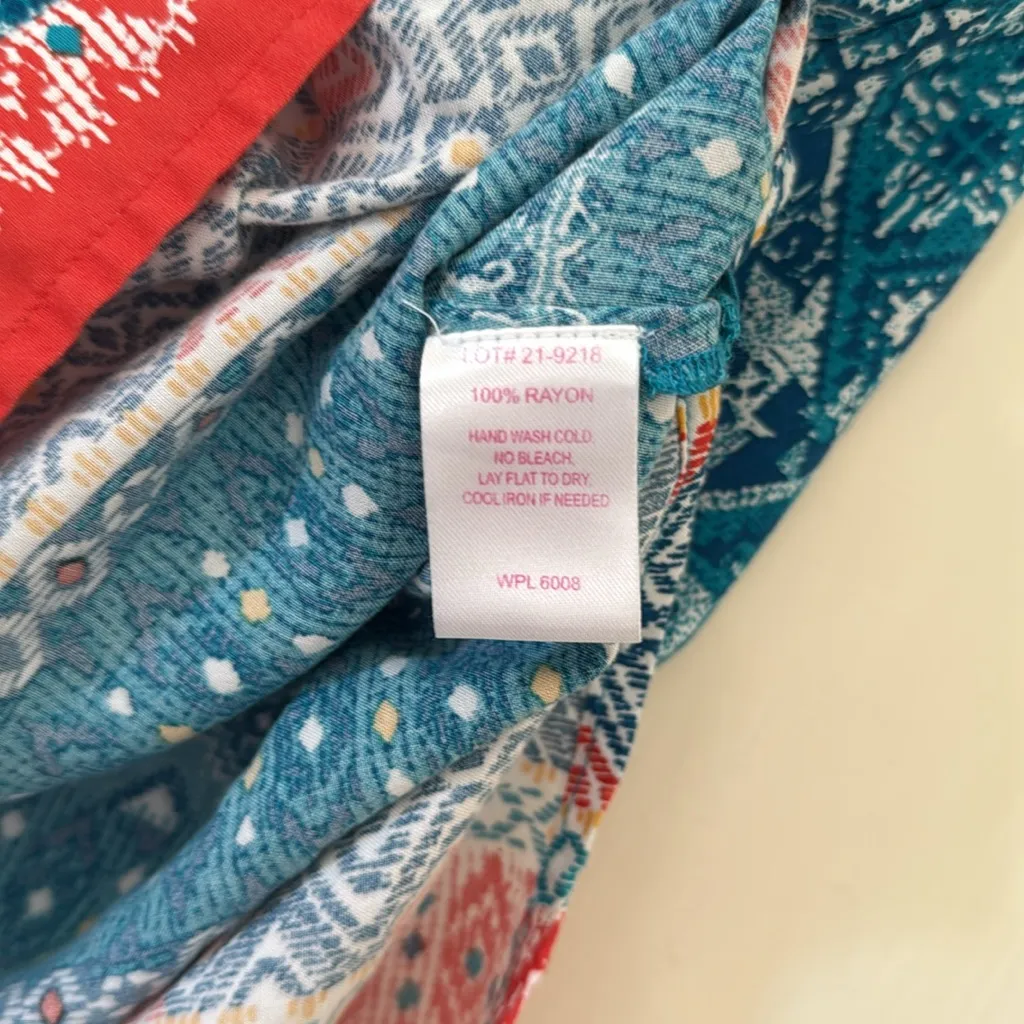 LOT# 21-9218
100% RAYON
HAND WASH COLD.
NO BLEACH.
LAY FLAT TO DRY.
COOL IRON IF NEEDED
WPL 6008